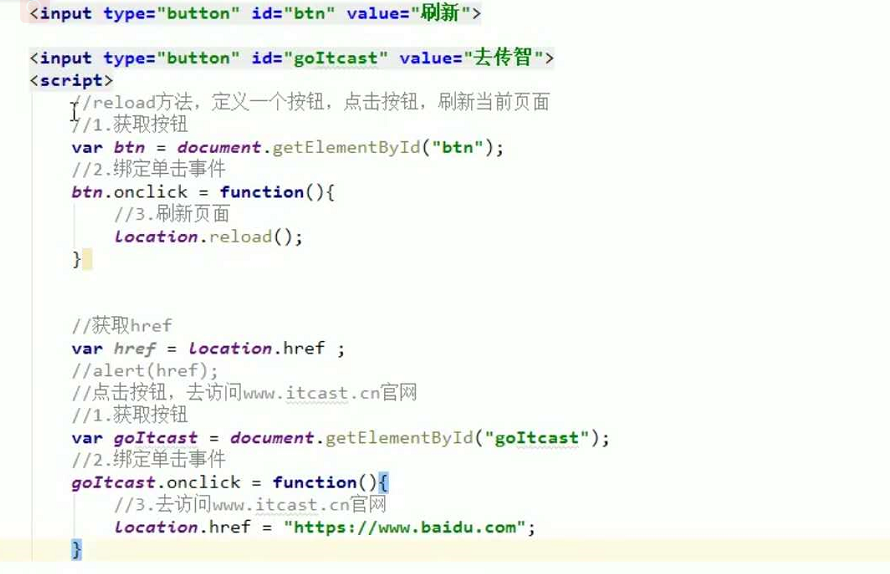 <input type="button" id="btn" value="刷新">
<input type="button" id="goItcast" value="去传智">
<script>
//reload方法，定义一个按钮，点击按钮，刷新当前页面
//1.获取按钮
var btn = document.getElementById("btn");
//2.绑定单击事件
btn.onclick = function(){
//3.刷新页面
location.reload();
}
//获取href
var href = location.href ;
//alert(href);
//点击按钮，去访问www.itcast.cn官网
//1.获取按钮
var goItcast = document.getElementById("goItcast");
//2.绑定单击事件
goItcast.onclick = function(){
//3.去访问www.itcast.cn官网
location.href = "https://www.baidu.com";
}